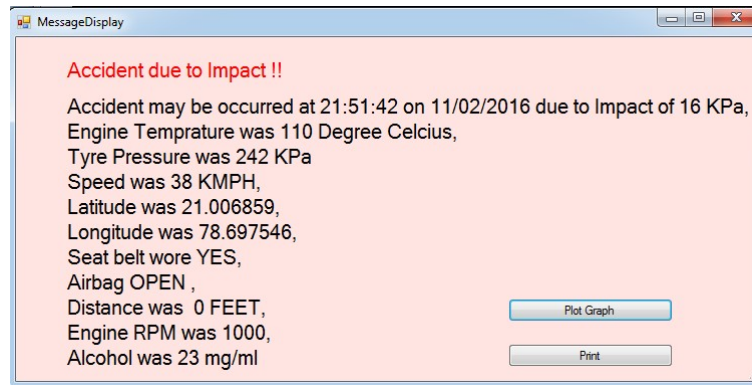 MessageDisplay
Accident due to Impact !!
Accident may be occurred at 21:51:42 on 11/02/2016 due to Impact of 16 KPa,
Engine Temprature was 110 Degree Celcius,
Tyre Pressure was 242 KPa
Speed was 38 KMPH,
Latitude was 21.006859,
Longitude was 78.697546,
Seat belt wore YES,
Airbag OPEN ,
Distance was  0 FEET,
Plot Graph
Engine RPM was 1000,
Alcohol was 23 mg/ml
Print